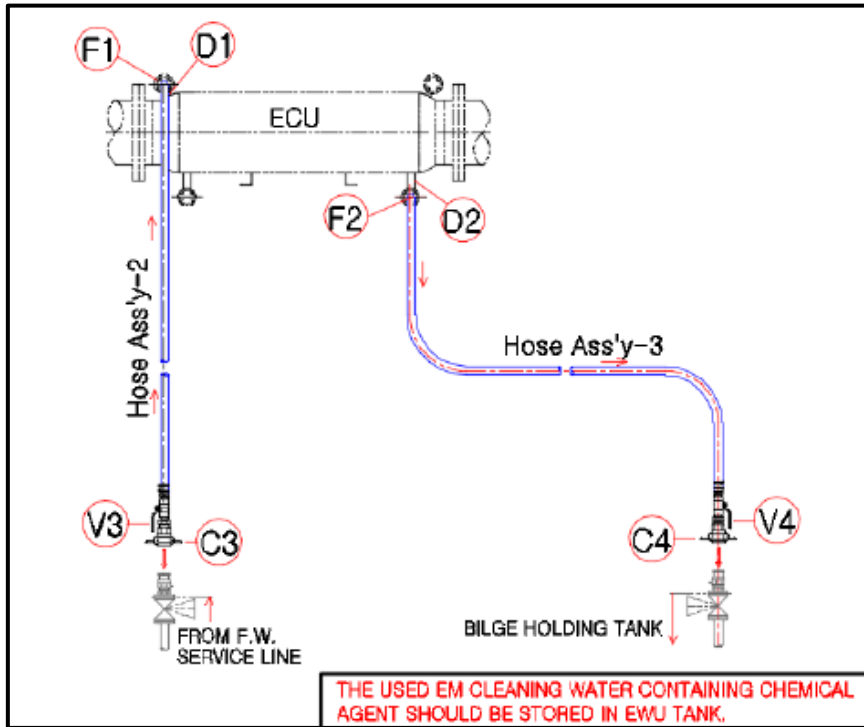 F1
D1
ECU
F2
D2
Hose Ass'y-2
Hose Ass'y-3
V3
C3
C4
V4
FROM F.W.
SERVICE LINE
BILGE HOLDING TANK
THE USED EM CLEANING WATER CONTAINING CHEMICAL
AGENT SHOULD BE STORED IN EWU TANK.